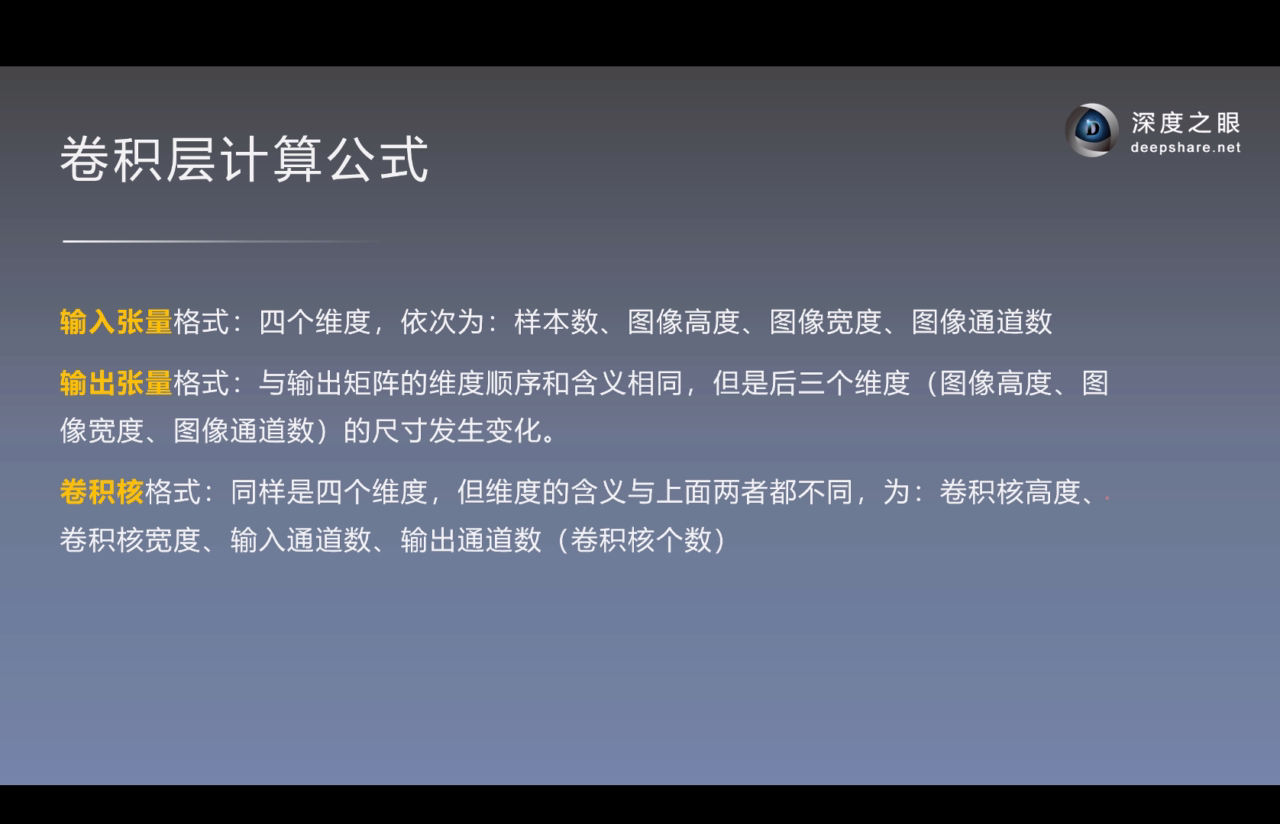 深度之眼
deepshare.net
卷积层计算公式
输入张量格式：四个维度，依次为：样本数、图像高度、图像宽度、图像通道数
输出张量格式：与输出矩阵的维度顺序和含义相同，但是后三个维度（图像高度、图
像宽度、图像通道数）的尺寸发生变化。
卷积核格式：同样是四个维度，但维度的含义与上面两者都不同，为：卷积核高度、
卷积核宽度、输入通道数、输出通道数（卷积核个数）